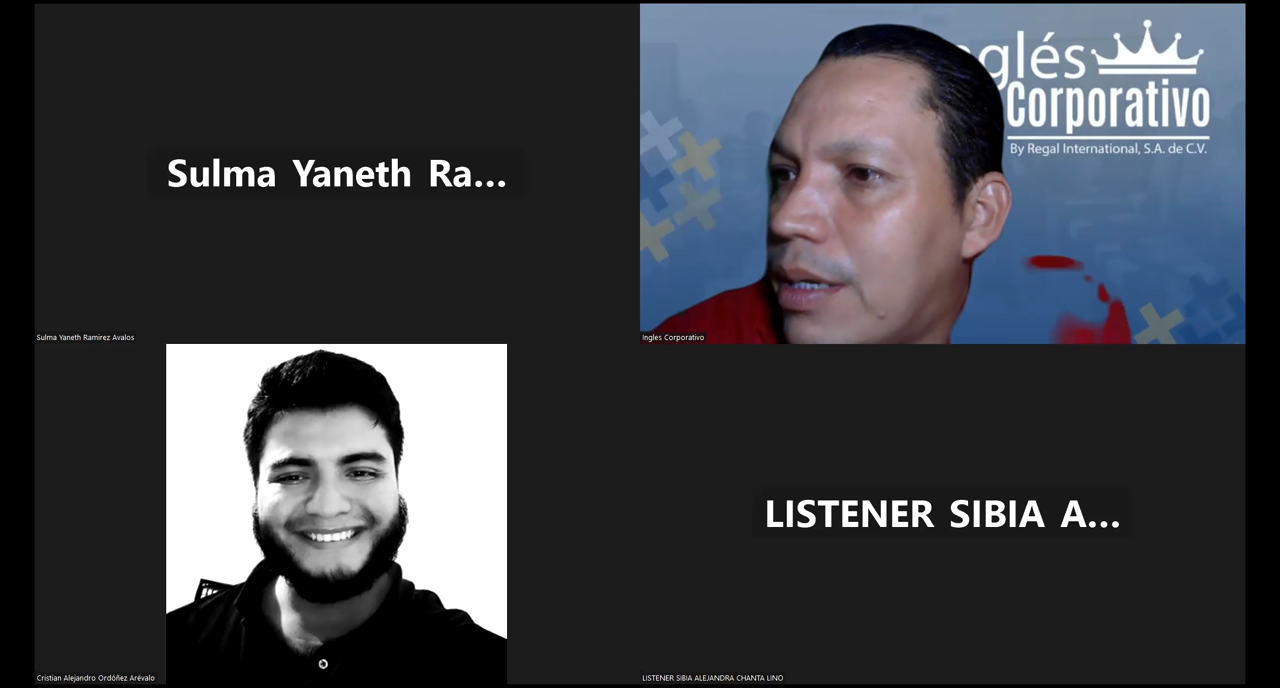 Sulma Yaneth Ra...
Sulma Yaneth Ramirez Avalos
glés
Corporativo
By Regal International, S.A. de C.V.
Ingles Corporativo
Cristian Alejandro Ordóñez Arévalo
LISTENER SIBIA A...
LISTENER SIBIA ALEJANDRA CHANTA LINO